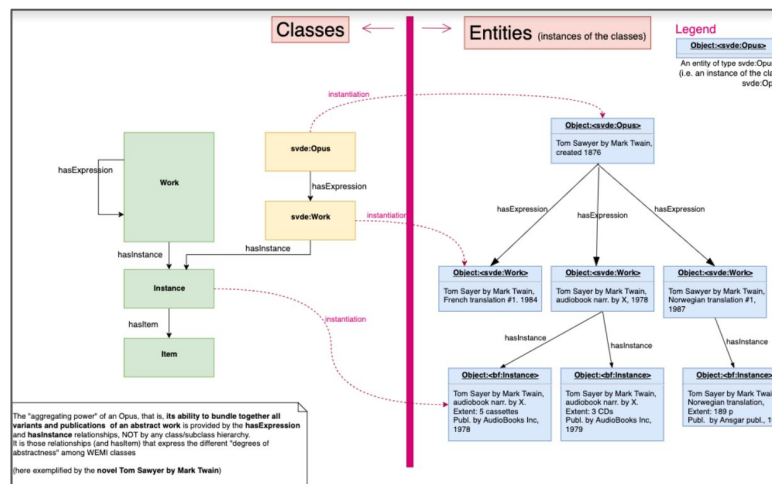 Classes
Entities (instances of the classes)
Legend
Object:<svde:Opus>
An entity of type svde:Opus
(i.e. an instance of the cla
svde:Op
instantiation
Object:<svde:Opus>
Tom Sawyer by Mark Twain,
created 1876
svde:Opus
Work
hasExpression
hasExpression
svde:Work
instantiation
hasExpression
hasExpression
hasExpression
hasInstance
hasInstance
Object:<svde:Work>
Tom Sayer by Mark Twain,
French translation #1. 1984
Object:<svde:Work>
Tom Sayer by Mark Twain,
audiobook narr. by X, 1978
Object:<svde:Work>
Tom Sayer by Mark Twain,
Norwegian translation #1,
1987
Instance
instantiation
hasItem
hasInstance
Item
Object:<bf:Instance>
Tom Sayer by Mark Twain,
audiobook narr. by X.
Extent: 5 cassettes
Publ. by AudioBooks Inc,
1978
Object:<bf:Instance>
Tom Sayer by Mark Twain,
audiobook narr. by X.
Extent: 3 CDs
Publ. by AudioBooks Inc,
1979
Object:<bf:Instance>
Tom Sayer by Mark Twain,
Norwegian translation,
Extent: 189 p
Publ. by Ansgar publ., 1
The "aggregating power" of an Opus, that is, its ability to bundle together all
variants and publications of an abstract work is provided by the hasExpression
and hasInstance relationships, NOT by any class/subclass hierarchy.
It is those relationships (and hasItem) that express the different "degrees of
abstractness" among WEMI classes
(here exemplified by the novel Tom Sawyer by Mark Twain)